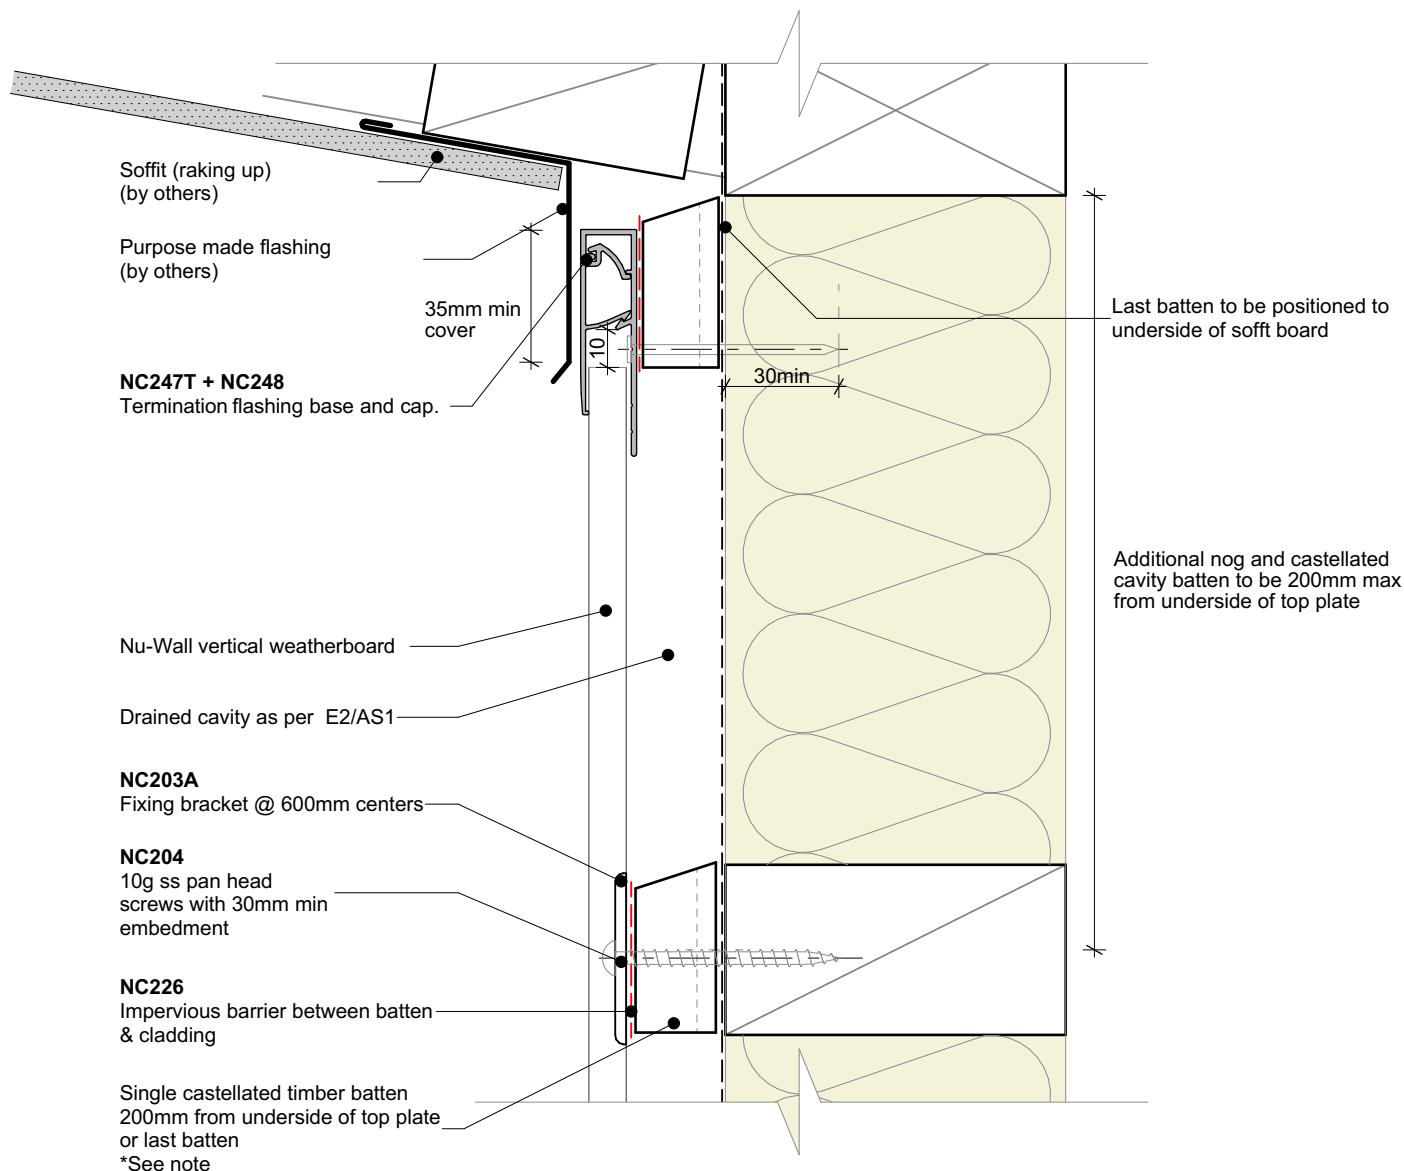 Soffit (raking up)
(by others)
Purpose made flashing
(by others)
35mm min
cover
10
30min
NC247T + NC248
Termination flashing base and cap.
Last batten to be positioned to
underside of sofft board
Additional nog and castellated
cavity batten to be 200mm max
from underside of top plate
Nu-Wall vertical weatherboard
Drained cavity as per E2/AS1
NC203A
Fixing bracket @ 600mm centers
NC204
10g ss pan head
screws with 30mm min
embedment
NC226
Impervious barrier between batten
& cladding
Single castellated timber batten
200mm from underside of top plate
or last batten
*See note